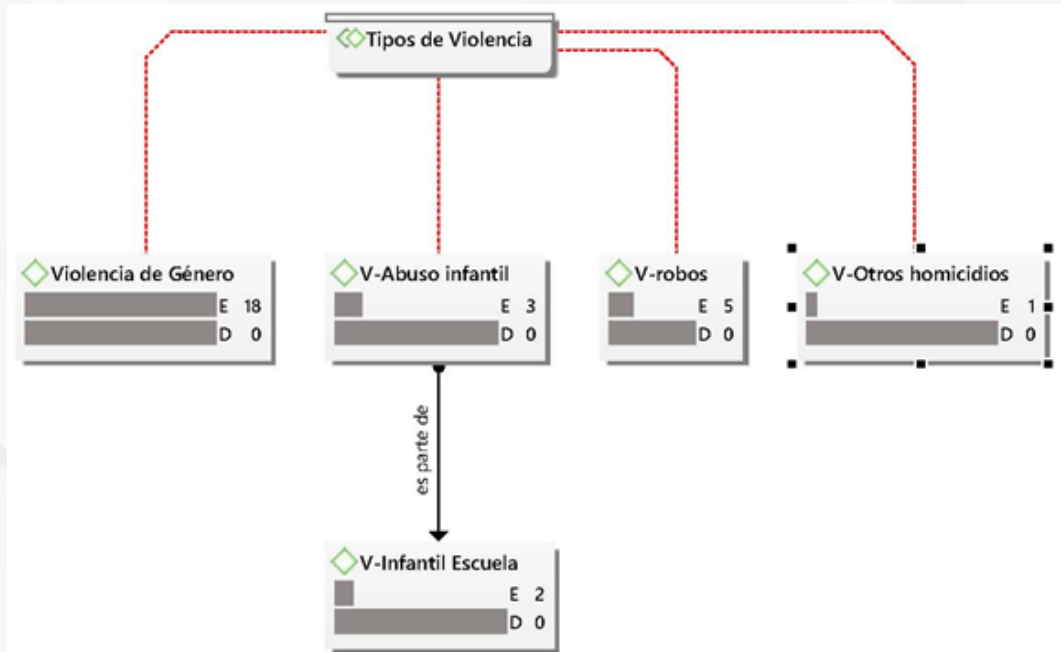 Tipos de Violencia
Violencia de Género
E 18
D 0
V-Abuso infantil
E 3
D 0
V-robos
E 5
D 0
V-Otros homicidios
E 1
D 0
es parte de
V-Infantil Escuela
E 2
D 0